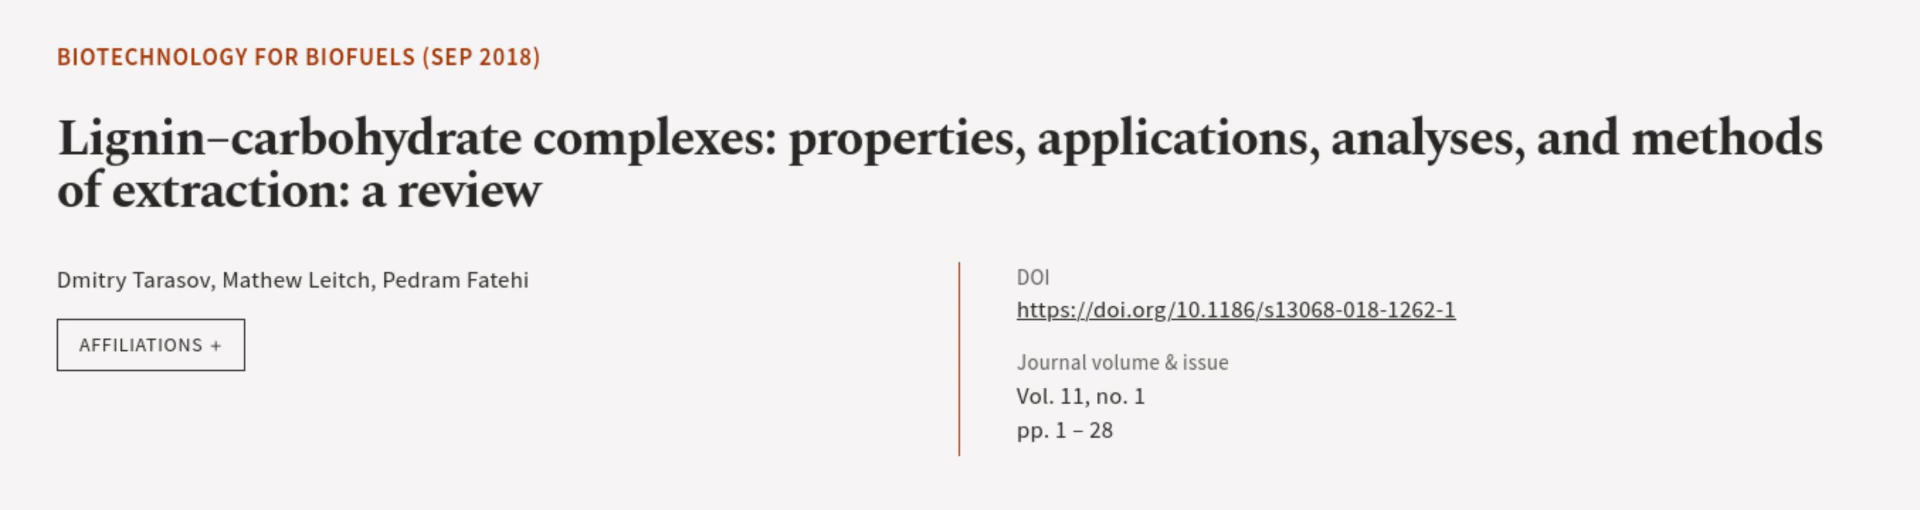 BIOTECHNOLOGY FOR BIOFUELS (SEP 2018)
Lignin–carbohydrate complexes: properties, applications, analyses, and methods
of extraction: a review
Dmitry Tarasov, Mathew Leitch, Pedram Fatehi
AFFILIATIONS +
DOI
https://doi.org/10.1186/s13068-018-1262-1
Journal volume & issue
Vol. 11, no. 1
pp. 1 – 28